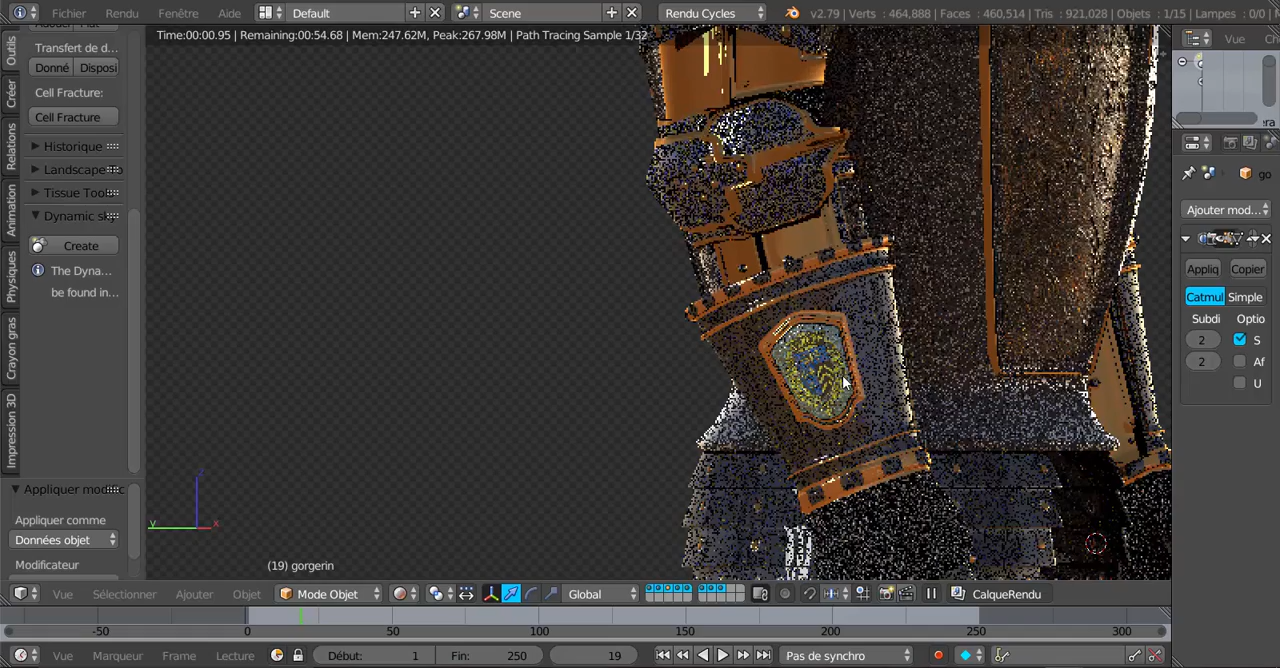 Fichier Rendu Fenêtre Aide Default Scene Rendu Cycles v2.79 | Verts : 464,888 | Faces : 460,514 | Tris : 921,028 | Objets : 1/15 | Lampes : 0/0 |
Time:00:00.95 | Remaining:00:54.68 | Mem:247.62M, Peak:267.98M | Path Tracing Sample 1/32
Vue
Outils
Créer
Relations
Animation
Physiques
Crayon gras
Impression 3D
Transfert de d...
Donné Disposi
Cell Fracture:
Cell Fracture
Historique
Landscape
Tissue Tool
Dynamic sk
Create
The Dyna...
be found in...
Appliquer mod
Appliquer comme
Données objet
Modificateur
era
go
Ajouter mod...
Appliq Copier
Catmul Simple
Subdi Optio
2 S
2 Af
U
z
y x
(19) gorgerin
Vue Sélectionner Ajouter Objet Mode Objet Global CalqueRendu
-50 0 50 100 150 200 250 300
Vue Marqueur Frame Lecture Début: 1 Fin: 250 19 Pas de synchro